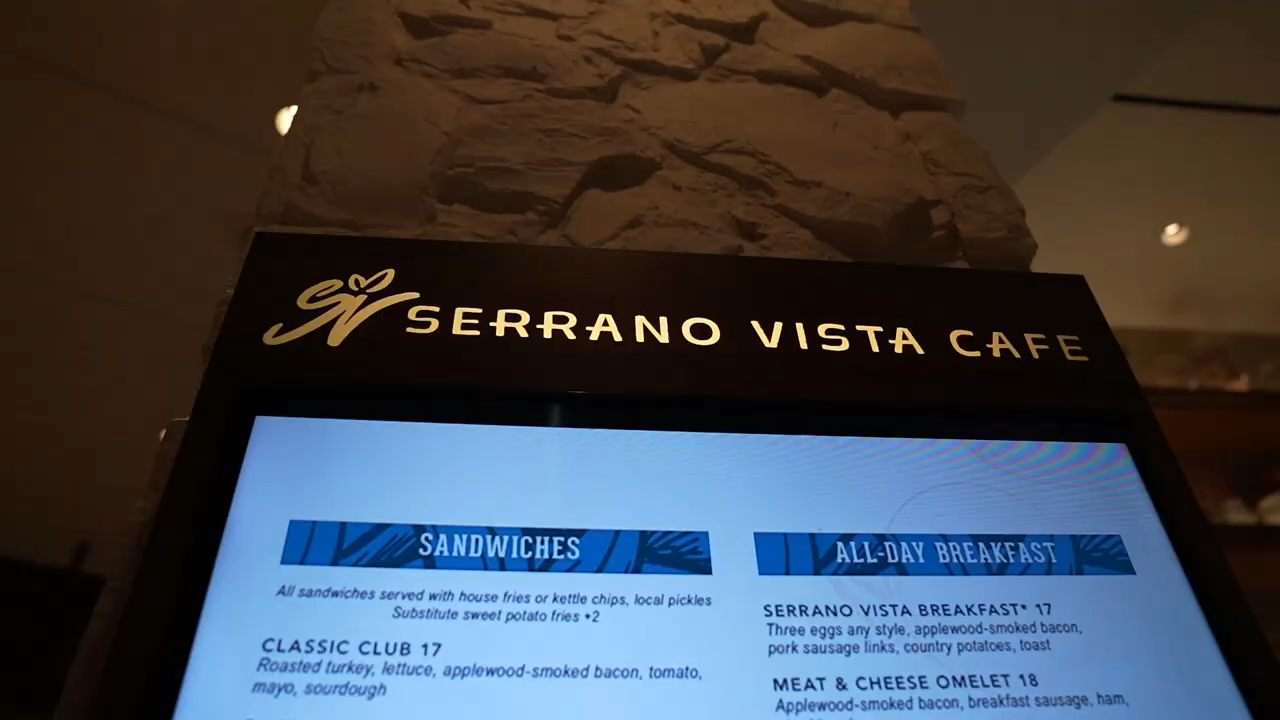 SV SERRANO VISTA CAFE
SANDWICHES
All sandwiches served with house fries or kettle chips, local pickles
Substitute sweet potato fries +2
CLASSIC CLUB 17
Roasted turkey, lettuce, applewood-smoked bacon, tomato,
mayo, sourdough
ALL-DAY BREAKFAST
SERRANO VISTA BREAKFAST* 17
Three eggs any style, applewood-smoked bacon,
pork sausage links, country potatoes, toast
MEAT & CHEESE OMELET 18
Applewood-smoked bacon, breakfast sausage, ham,